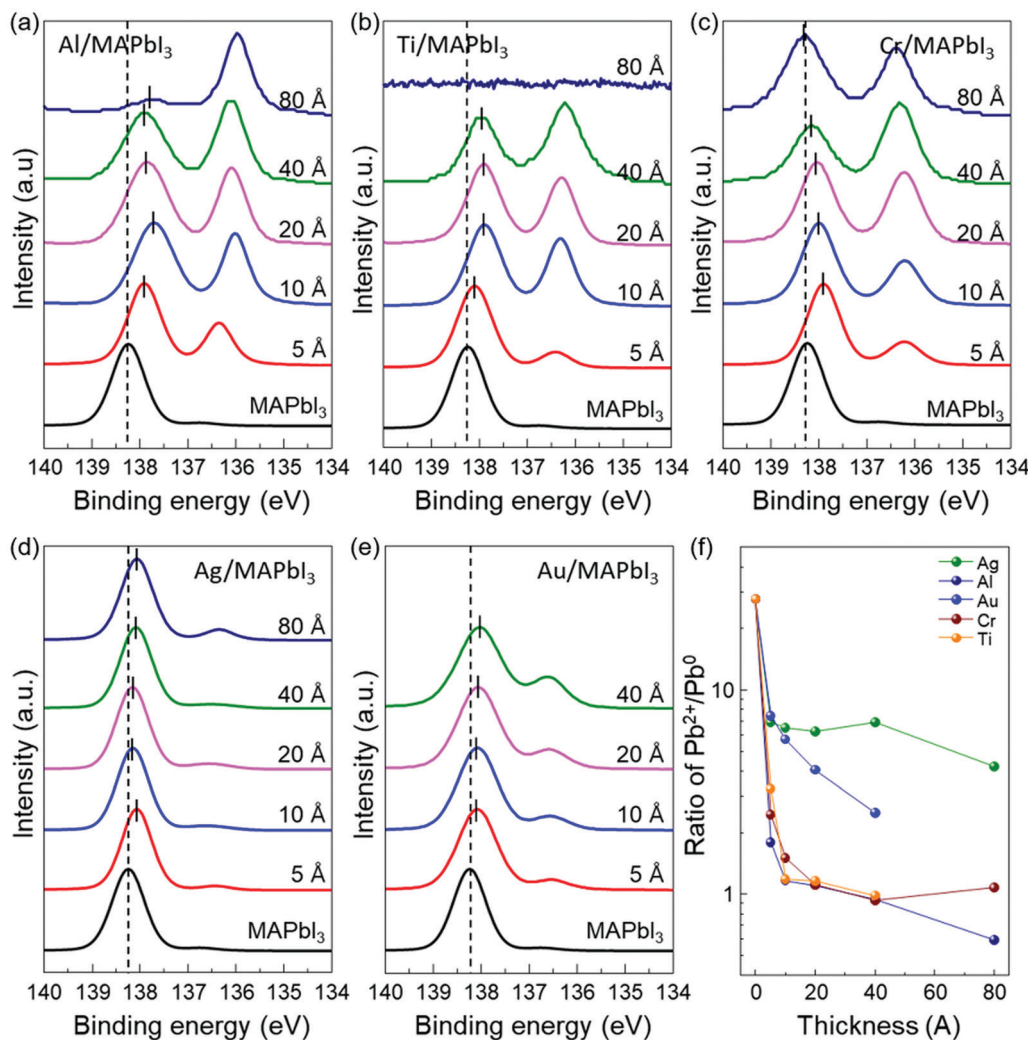 (a)
Al/MAPbI₃
80 Å
40 Å
20 Å
10 Å
5 Å
MAPbI₃
Intensity (a.u)
140 139 138 137 136 135 134
Binding energy (eV)
(b)
Ti/MAPbI₃
80 Å
40 Å
20 Å
10 Å
5 Å
MAPbI₃
Intensity (a.u.)
140 139 138 137 136 135 134
Binding energy (eV)
(c)
Cr/MAPbI₃
80 Å
40 Å
20 Å
10 Å
5 Å
MAPbI₃
Intensity (a.u.)
140 139 138 137 136 135 134
Binding energy (eV)
(d)
Ag/MAPbI₃
80 Å
40 Å
20 Å
10 Å
5 Å
MAPbI₃
Intensity (a.u.)
140 139 138 137 136 135 134
Binding energy (eV)
(e)
Au/MAPbI₃
40 Å
20 Å
10 Å
5 Å
MAPbI₃
Intensity (a.u.)
140 139 138 137 136 135 134
Binding energy (eV)
(f)
Ag
Al
Au
Cr
Ti
10
1
Ratio of Pb²⁺/Pb⁰
0 20 40 60 80
Thickness (A)